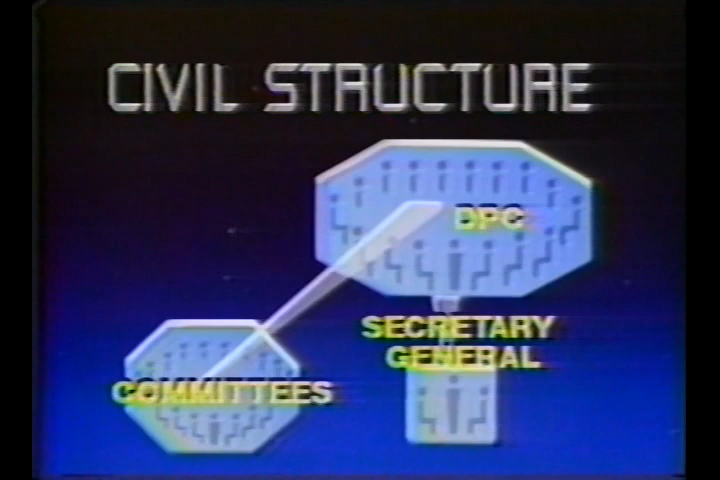 CIVIL STRUCTURE
DPC
SECRETARY
GENERAL
COMMITTEES